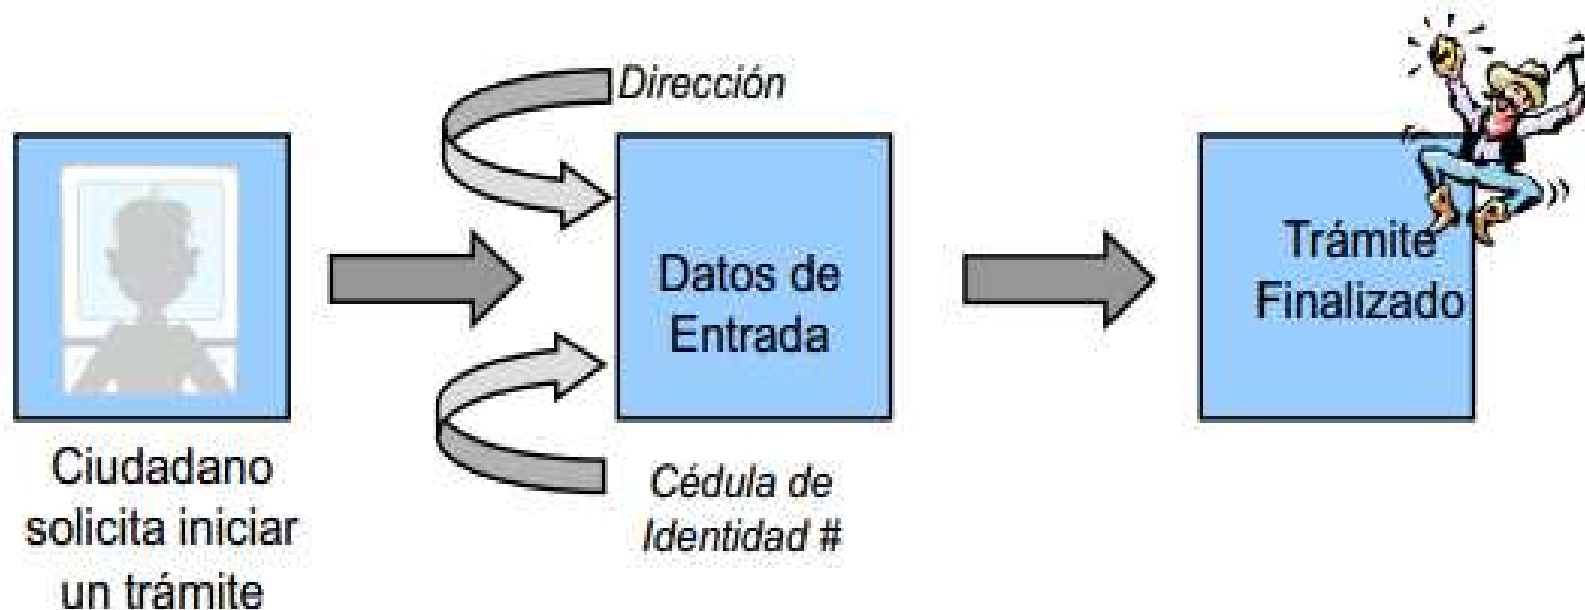 Ciudadano
solicita iniciar
un trámite
Dirección
Datos de
Entrada
Cédula de
Identidad #
Trámite
Finalizado